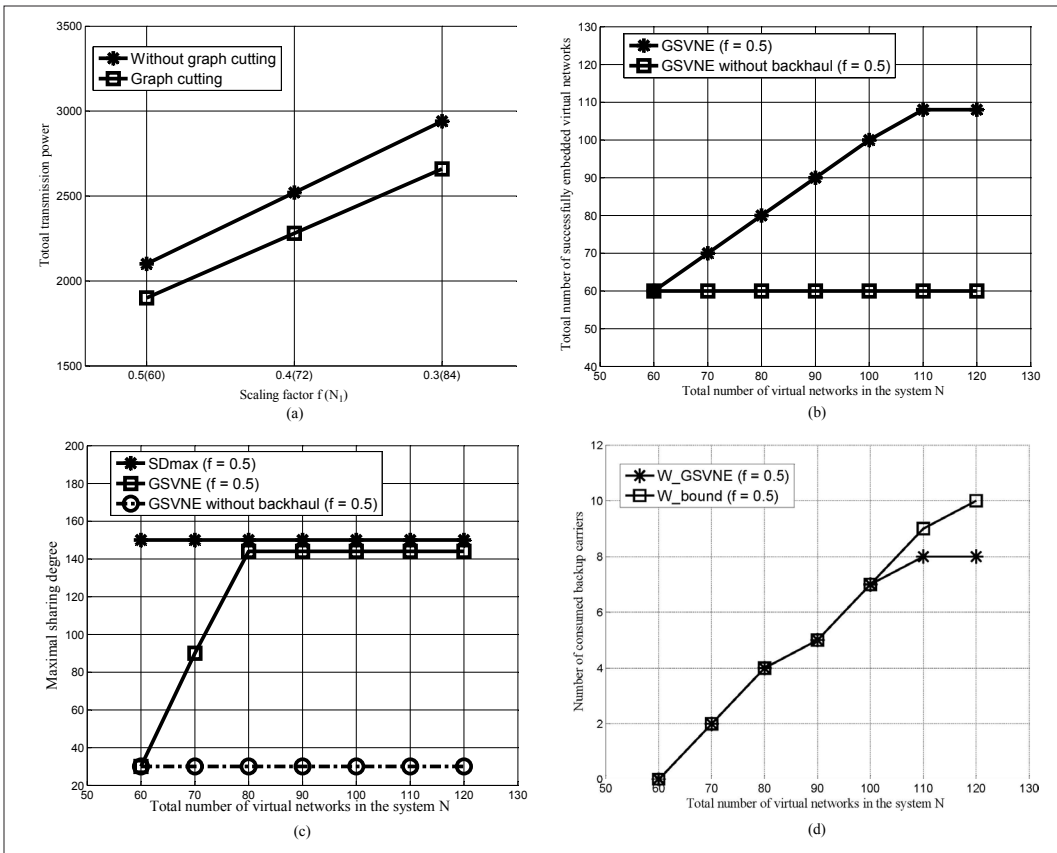 3500
3000
2500
2000
1500
Without graph cutting
Graph cutting
Totoal transmission power
0.5(60)
0.4(72)
0.3(84)
Scaling factor f (N1)
(a)
130
120
110
100
90
80
70
60
50
40
GSVNE (f = 0.5)
GSVNE without backhaul (f = 0.5)
Totoal number of successfully embedded virtual networks
50
60
70
80
90
100
110
120
130
Total number of virtual networks in the system N
(b)
200
180
160
140
120
100
80
60
40
20
SDmax (f = 0.5)
GSVNE (f = 0.5)
GSVNE without backhaul (f = 0.5)
Maximal sharing degree
50
60
70
80
90
100
110
120
130
Total number of virtual networks in the system N
(c)
12
10
8
6
4
2
0
W_GSVNE (f = 0.5)
W_bound (f = 0.5)
Number of consumed backup carriers
50
60
70
80
90
100
110
120
130
Total number of virtual networks in the system N
(d)